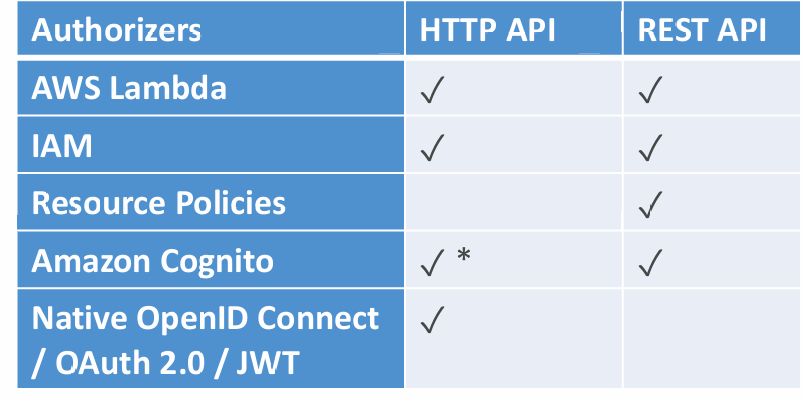 Authorizers HTTP API REST API
AWS Lambda ✓ ✓
IAM ✓ ✓
Resource Policies ✓
Amazon Cognito ✓ * ✓
Native OpenID Connect ✓
/ OAuth 2.0 / JWT